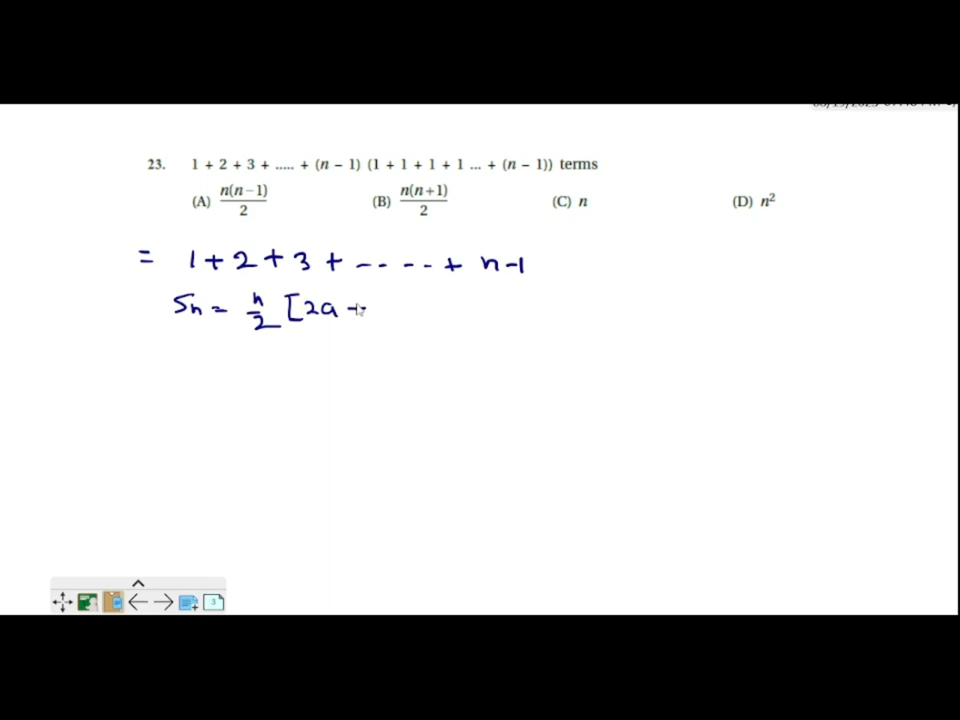 23. 1 + 2 + 3 + ..... + (n − 1) (1 + 1 + 1 + 1 ... + (n − 1)) terms
(A) n(n−1)/2 (B) n(n+1)/2 (C) n (D) n²
= 1 + 2 + 3 + ------ + n-1
Sn = n/2 [2a +
3